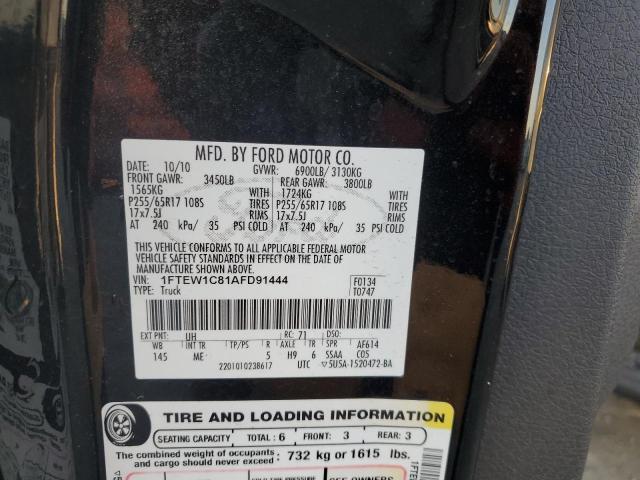 MFD. BY FORD MOTOR CO.
10/10 GVWR: 6900LB/ 3130KG
FRONT GAWR: 3450LB REAR GAWR: 3800LB
1565KG WITH 1724KG WITH
P255/65R17 108S TIRES P255/65R17 108S TIRES
17x7.5J RIMS 17x7.5J RIMS
AT 240 kPa/ 35 PSI COLD AT 240 kPa/ 35 PSI COLD
THIS VEHICLE CONFORMS TO ALL APPLICABLE FEDERAL MOTOR
VEHICLE SAFETY STANDARDS IN EFFECT ON THE DATE OF
MANUFACTURE SHOWN ABOVE.
VIN: 1FTEW1C81AFD91444 F0134
TYPE: Truck T0747
EXT PNT: UH RC: 71 DSO:
WB INT TR TP/PS R AXLE TR SPR AF614
145 ME 5 H9 6 SSAA C05
2201010238617 UTC ▽5U5A-1520472-BA
TIRE AND LOADING INFORMATION
SEATING CAPACITY TOTAL: 6 FRONT: 3 REAR: 3
The combined weight of occupants and cargo should never exceed: 732 kg or 1615 lbs.